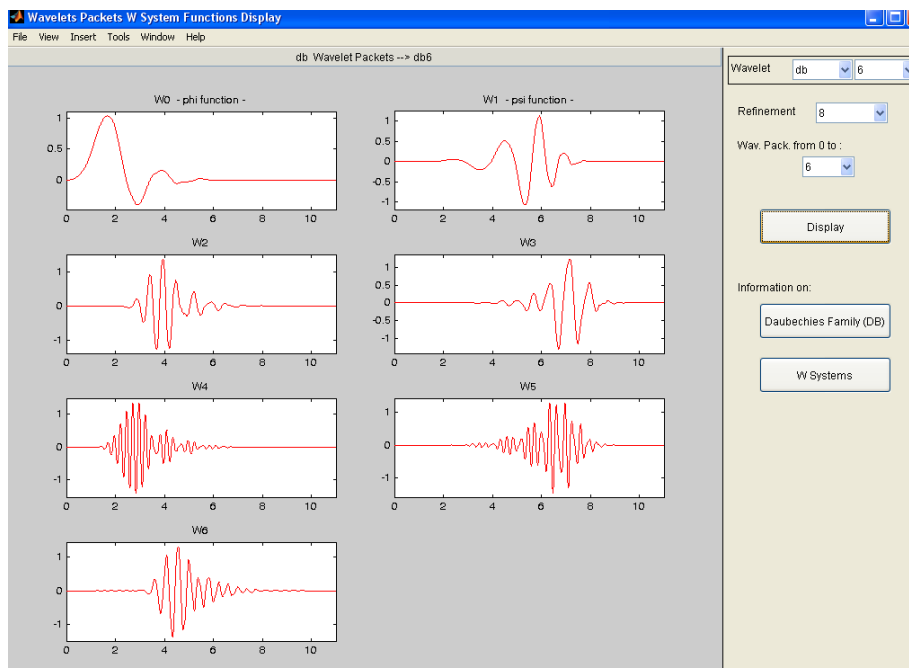 Wavelets Packets W System Functions Display
File View Insert Tools Window Help
db Wavelet Packets --> db6
W0 - phi function -
1
0.5
0
0 2 4 6 8 10
W1 - psi function -
1
0.5
0
-0.5
-1
0 2 4 6 8 10
W2
1
0
-1
0 2 4 6 8 10
W3
1
0.5
0
-0.5
-1
0 2 4 6 8 10
W4
1
0
-1
0 2 4 6 8 10
W5
1
0
-1
0 2 4 6 8 10
W6
1
0
-1
0 2 4 6 8 10
Wavelet db 6
Refinement 8
Wav. Pack. from 0 to :
6
Display
Information on:
Daubechies Family (DB)
W Systems